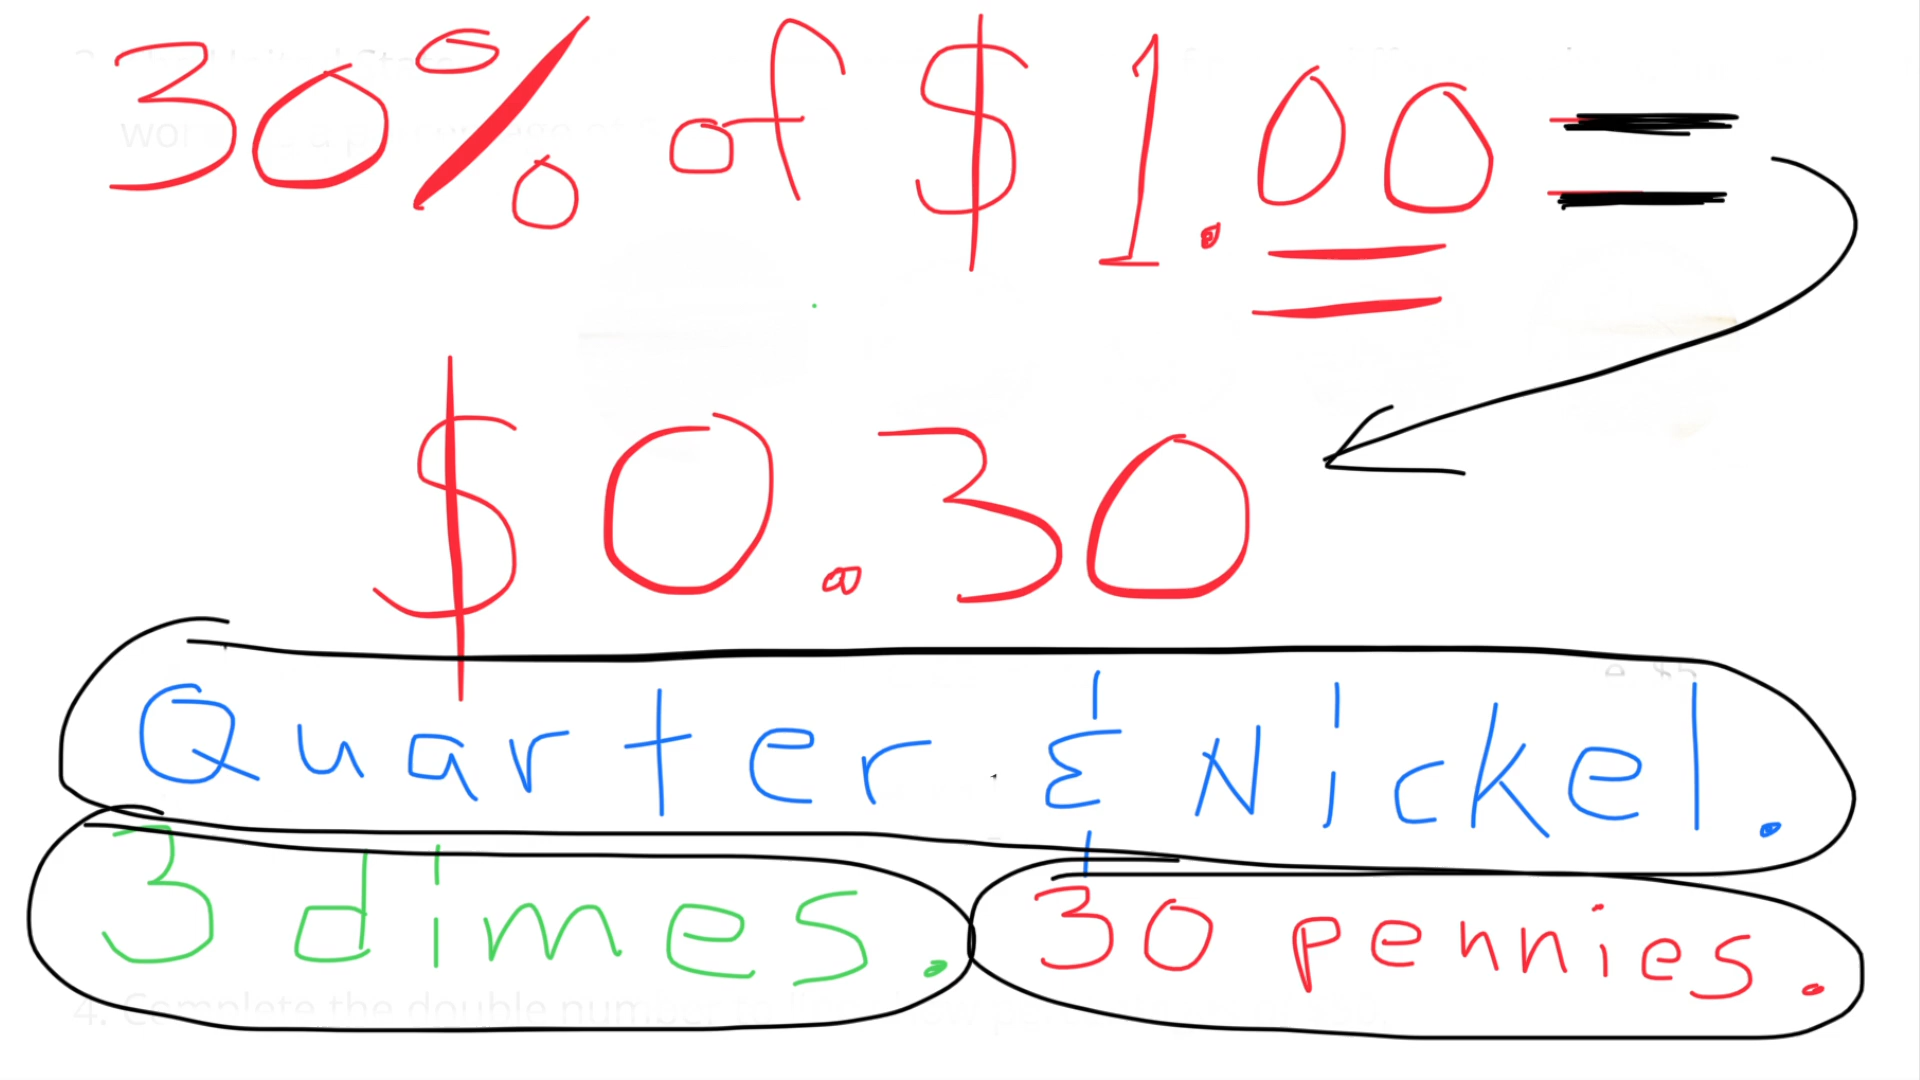 30% of $1.00 =
$0.30
Quarter & Nickel.
3 dimes. 30 pennies.